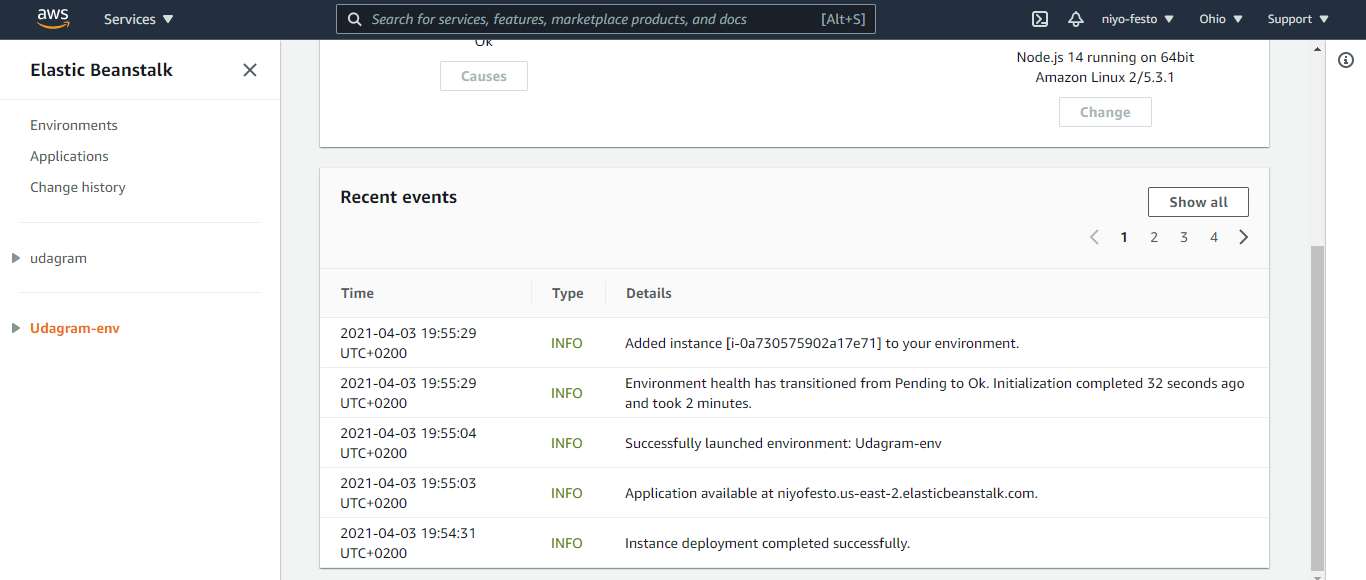 aws
Services
Search for services, features, marketplace products, and docs
[Alt+S]
niyo-festo
Ohio
Support
Elastic Beanstalk
Environments
Applications
Change history
udagram
Udagram-env
Ok
Causes
Node.js 14 running on 64bit
Amazon Linux 2/5.3.1
Change
Recent events
Show all
1 2 3 4
Time Type Details
2021-04-03 19:55:29
UTC+0200
INFO
Added instance [i-0a730575902a17e71] to your environment.
2021-04-03 19:55:29
UTC+0200
INFO
Environment health has transitioned from Pending to Ok. Initialization completed 32 seconds ago
and took 2 minutes.
2021-04-03 19:55:04
UTC+0200
INFO
Successfully launched environment: Udagram-env
2021-04-03 19:55:03
UTC+0200
INFO
Application available at niyofesto.us-east-2.elasticbeanstalk.com.
2021-04-03 19:54:31
UTC+0200
INFO
Instance deployment completed successfully.